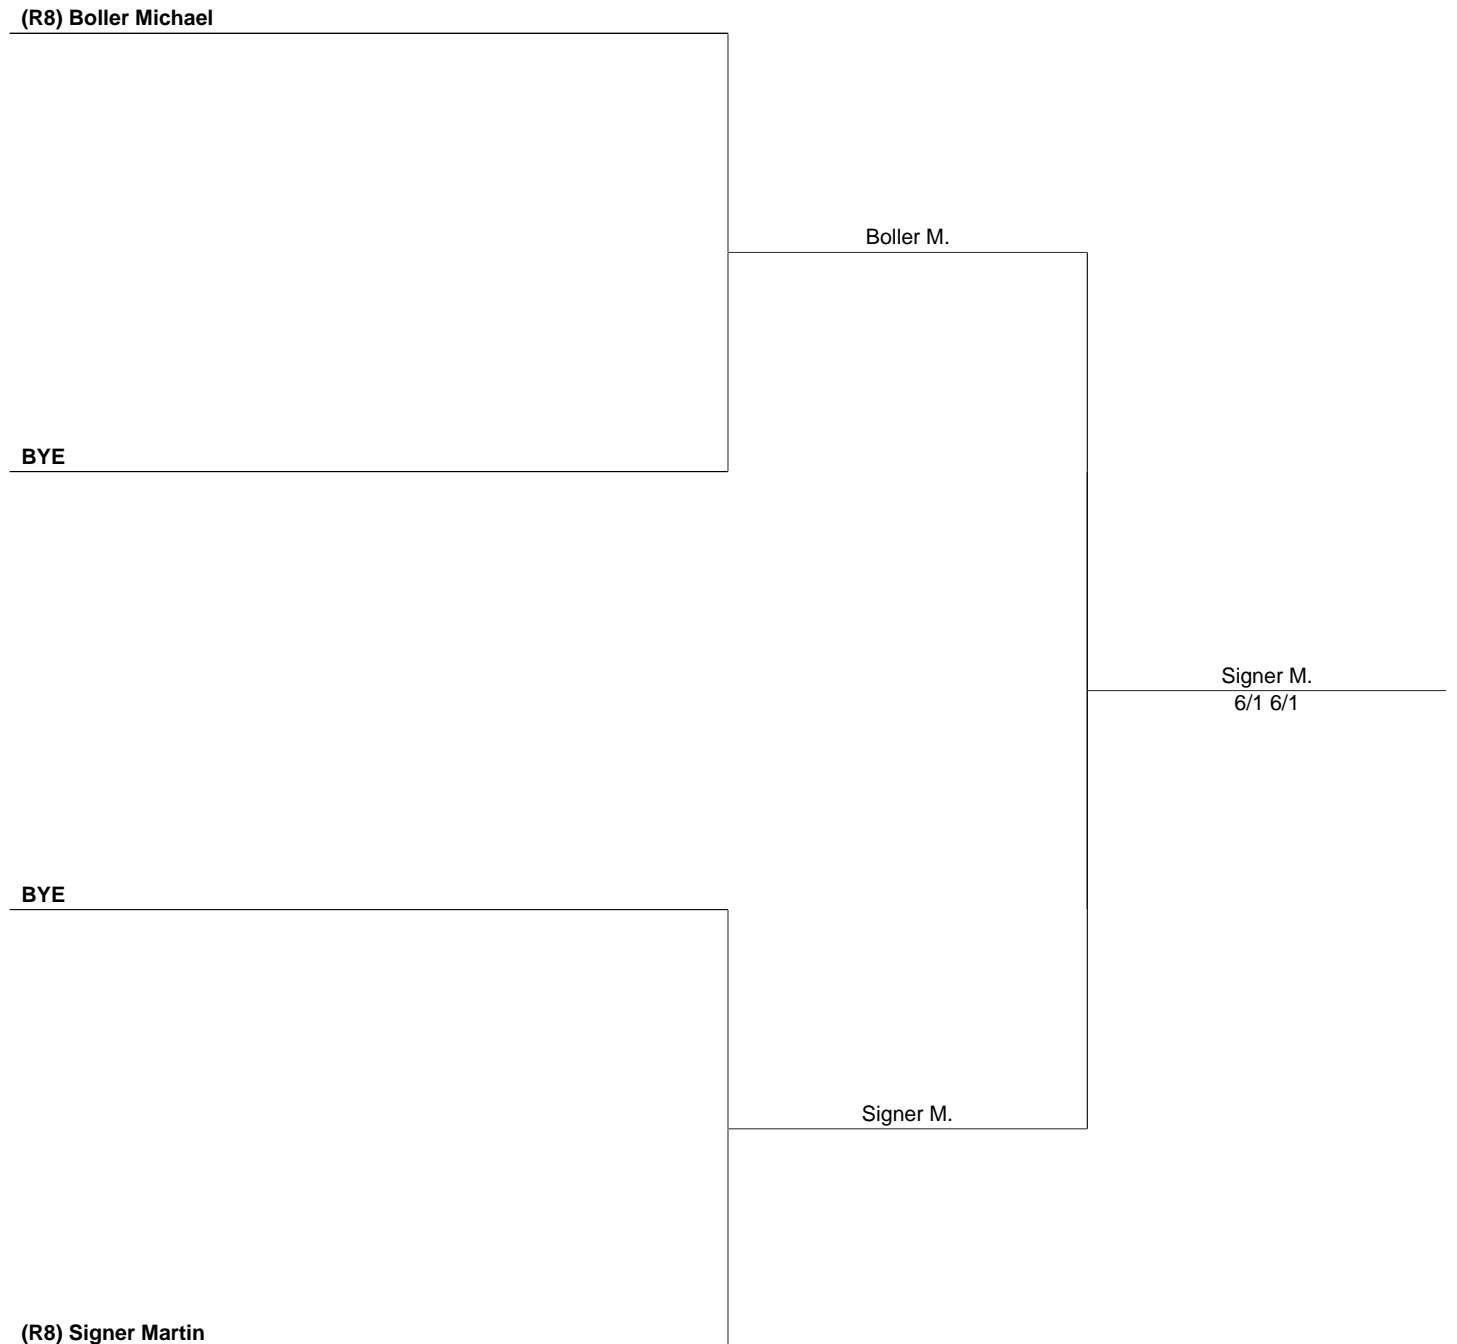 (R8) Boller Michael
Boller M.
BYE
Signer M.
6/1 6/1
BYE
Signer M.
(R8) Signer Martin